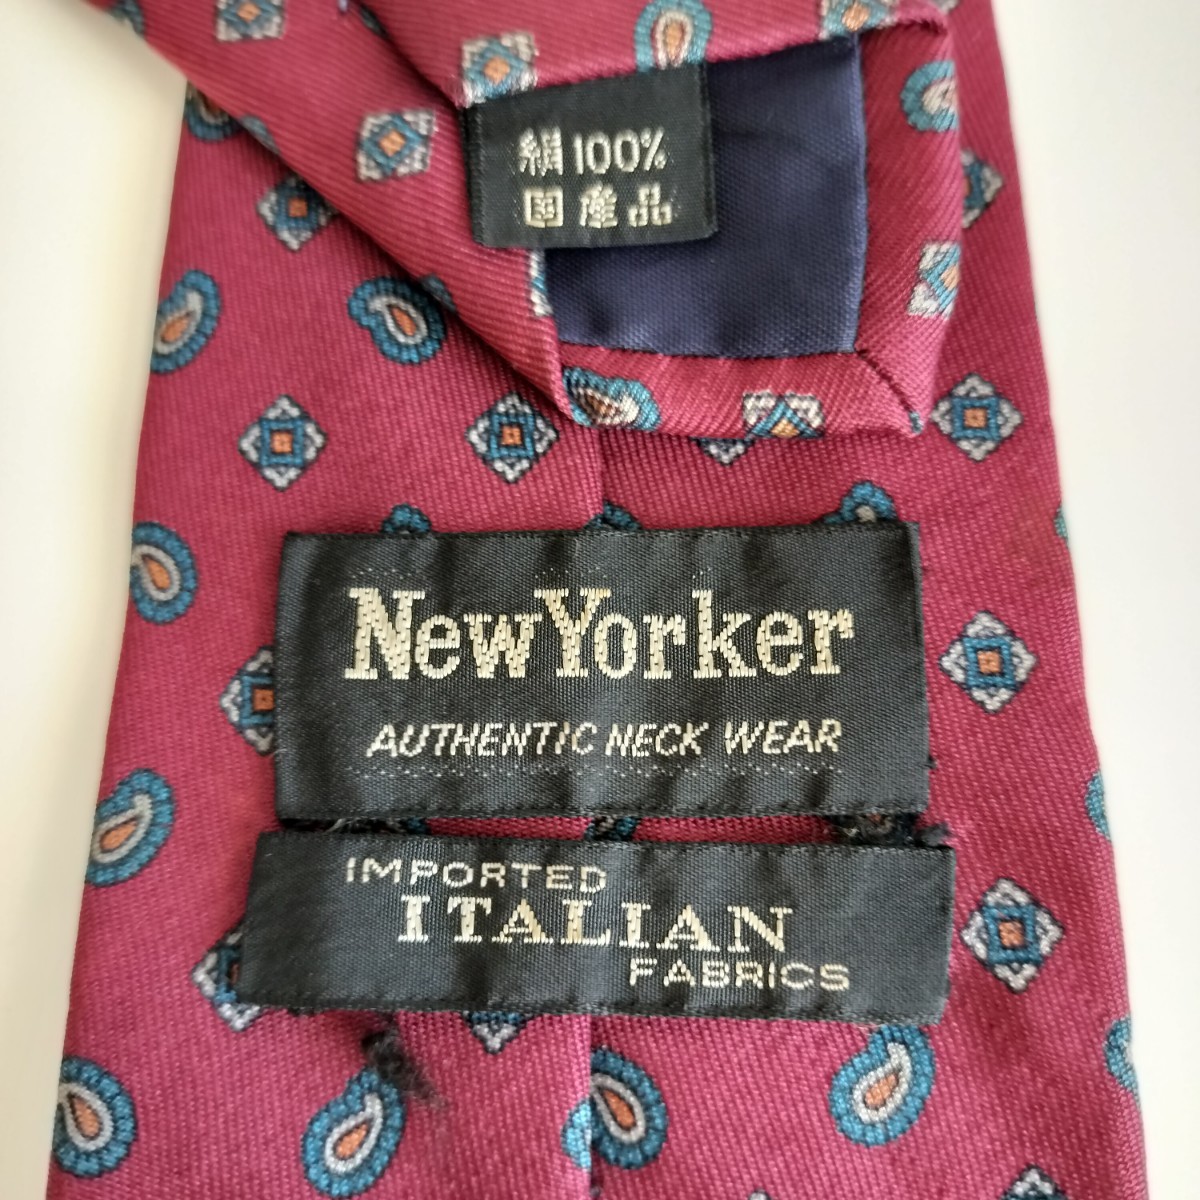 絹100%
国産品
NewYorker
AUTHENTIC NECK WEAR
IMPORTED
ITALIAN
FABRICS